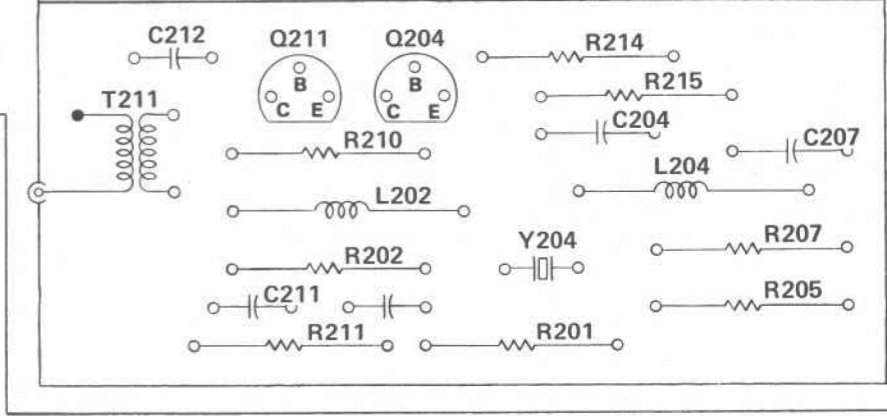 C212 Q211 Q204 R214
B B
C E C E
R215
T211
C204
R210 C207
L204
L202
Y204 R207
R202
C211 R205
R211 R201